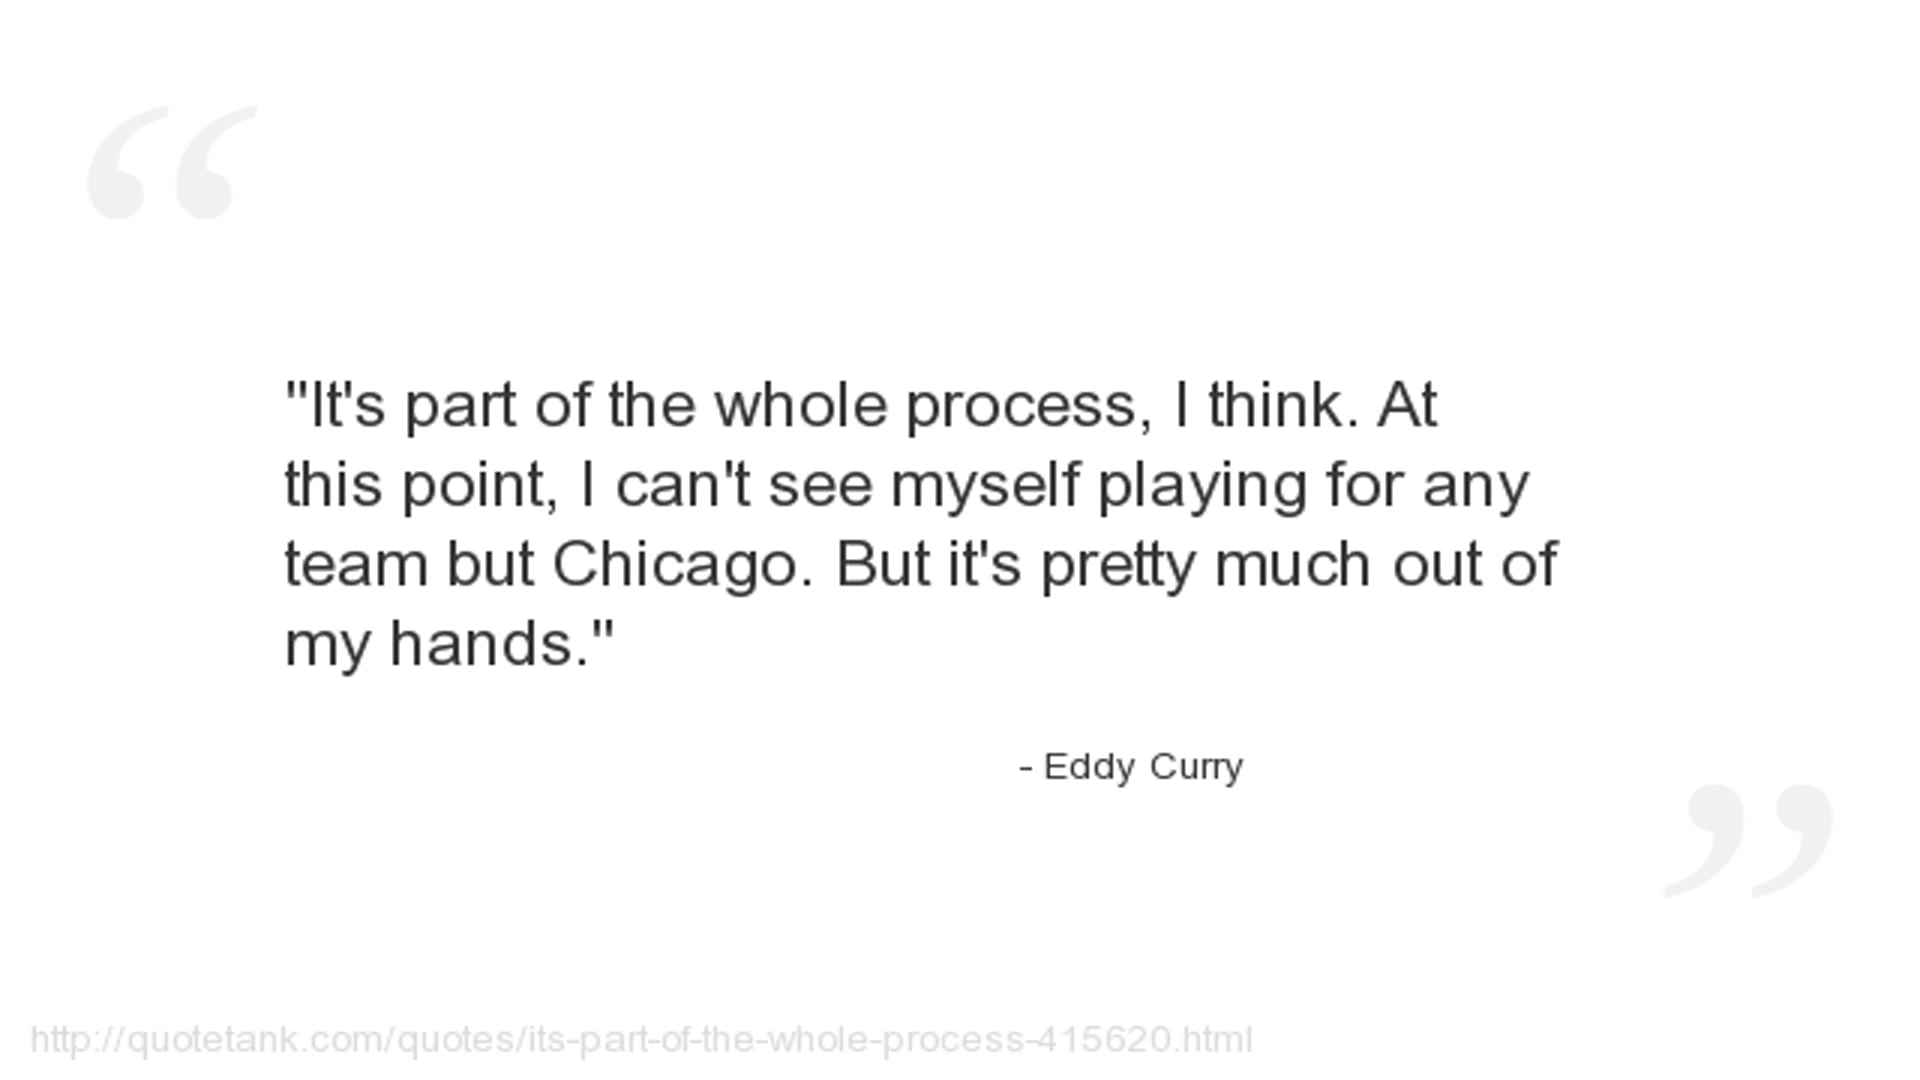 "It's part of the whole process, I think. At
this point, I can't see myself playing for any
team but Chicago. But it's pretty much out of
my hands."
- Eddy Curry
http://quotetank.com/quotes/its-part-of-the-whole-process-415620.html